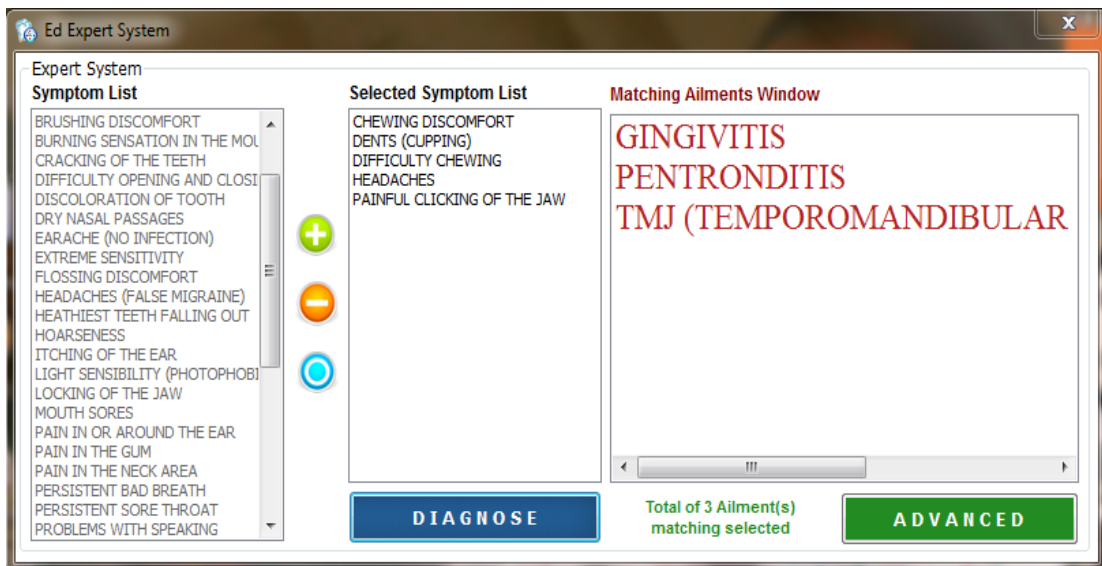 Ed Expert System
X
Expert System
Symptom List
BRUSHING DISCOMFORT
BURNING SENSATION IN THE MOU
CRACKING OF THE TEETH
DIFFICULTY OPENING AND CLOSI
DISCOLORATION OF TOOTH
DRY NASAL PASSAGES
EARACHE (NO INFECTION)
EXTREME SENSITIVITY
FLOSSING DISCOMFORT
HEADACHES (FALSE MIGRAINE)
HEATHIEST TEETH FALLING OUT
HOARSENESS
ITCHING OF THE EAR
LIGHT SENSIBILITY (PHOTOPHOBI
LOCKING OF THE JAW
MOUTH SORES
PAIN IN OR AROUND THE EAR
PAIN IN THE GUM
PAIN IN THE NECK AREA
PERSISTENT BAD BREATH
PERSISTENT SORE THROAT
PROBLEMS WITH SPEAKING
Selected Symptom List
CHEWING DISCOMFORT
DENTS (CUPPING)
DIFFICULTY CHEWING
HEADACHES
PAINFUL CLICKING OF THE JAW
DIAGNOSE
Matching Ailments Window
GINGIVITIS
PENTRONDITIS
TMJ (TEMPOROMANDIBULAR
Total of 3 Ailment(s)
matching selected
ADVANCED